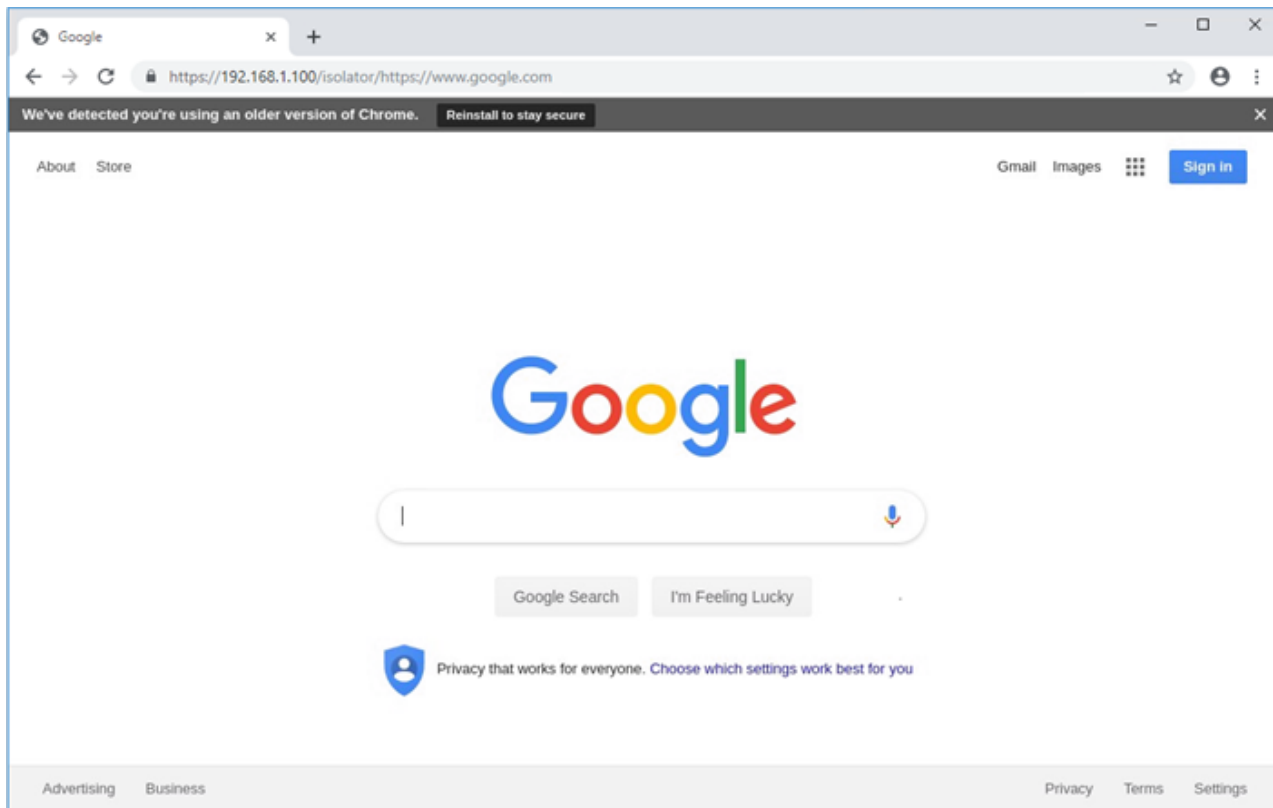 Google
https://192.168.1.100/isolator/https://www.google.com
We've detected you're using an older version of Chrome. Reinstall to stay secure
About Store Gmail Images Sign in
Google
Google Search I'm Feeling Lucky
Privacy that works for everyone. Choose which settings work best for you
Advertising Business Privacy Terms Settings